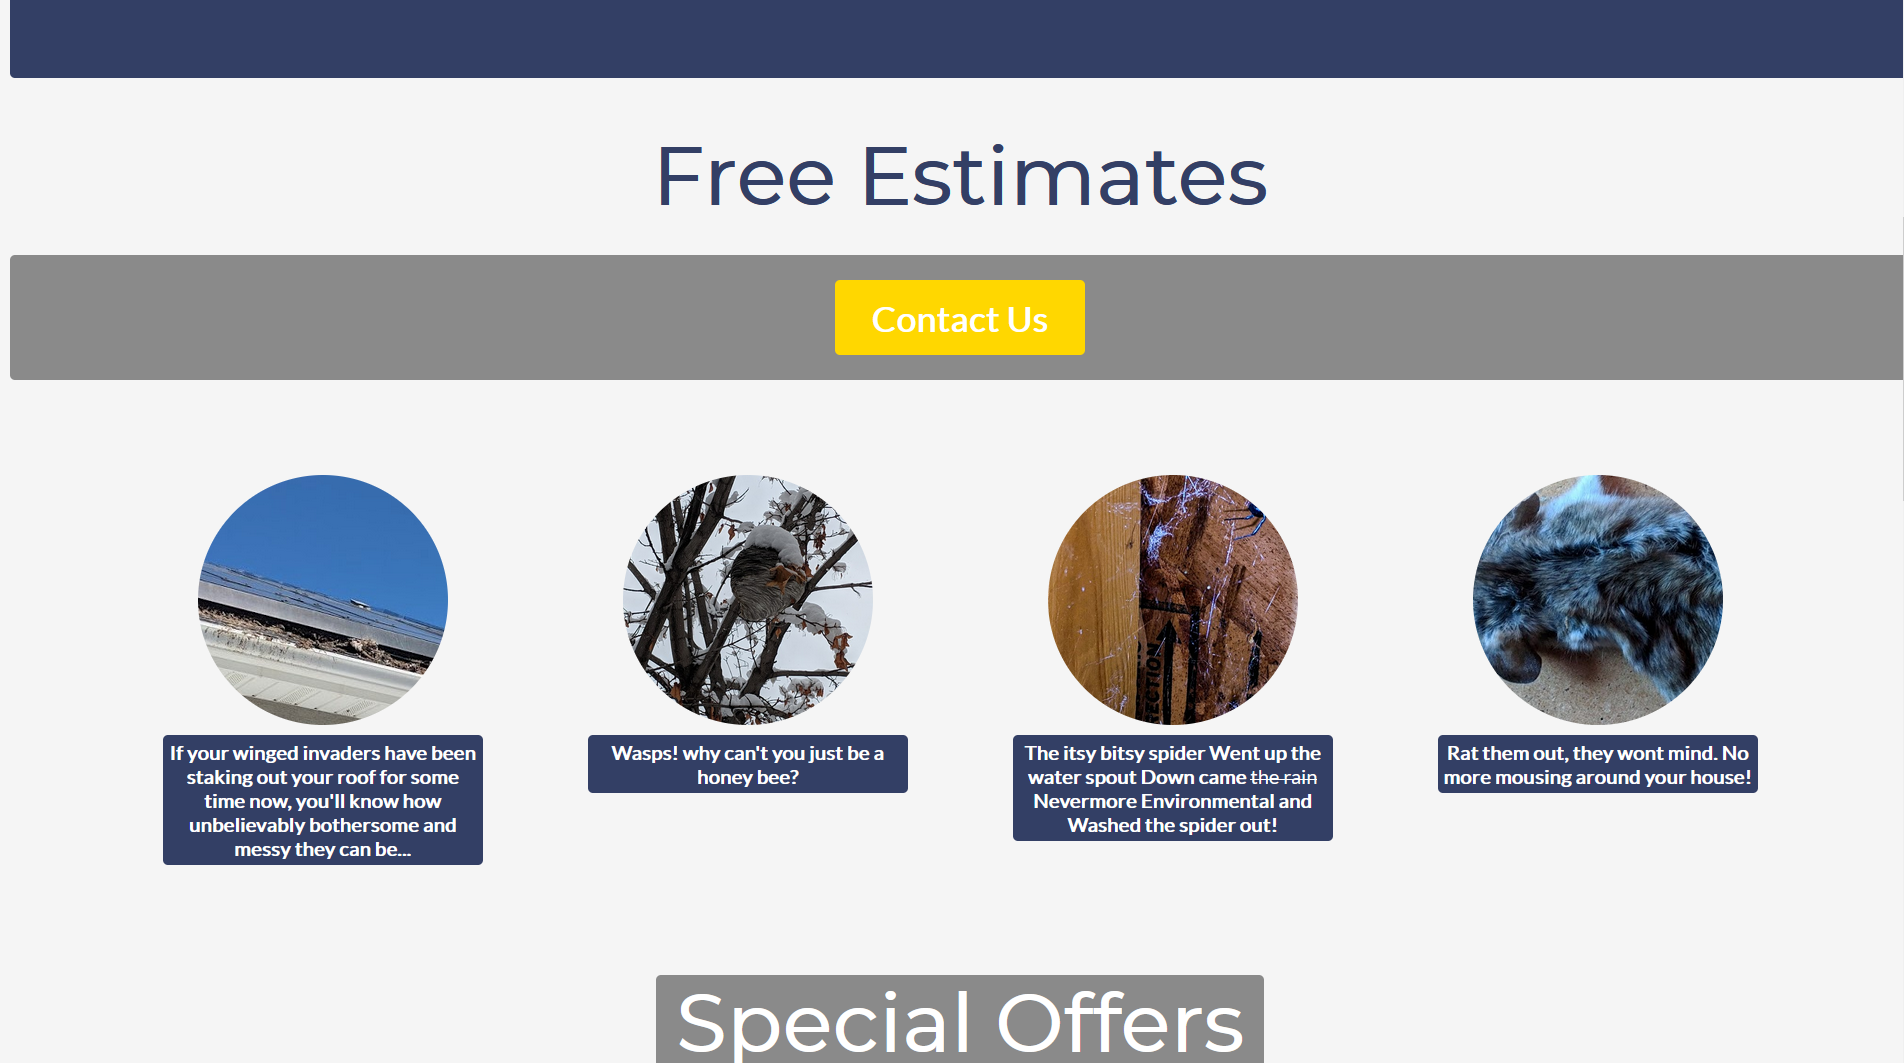 Free Estimates
Contact Us
If your winged invaders have been
staking out your roof for some
time now, you'll know how
unbelievably bothersome and
messy they can be...
Wasps! why can't you just be a
honey bee?
The itsy bitsy spider Went up the
water spout Down came the rain
Nevermore Environmental and
Washed the spider out!
Rat them out, they wont mind. No
more mousing around your house!
Special Offers